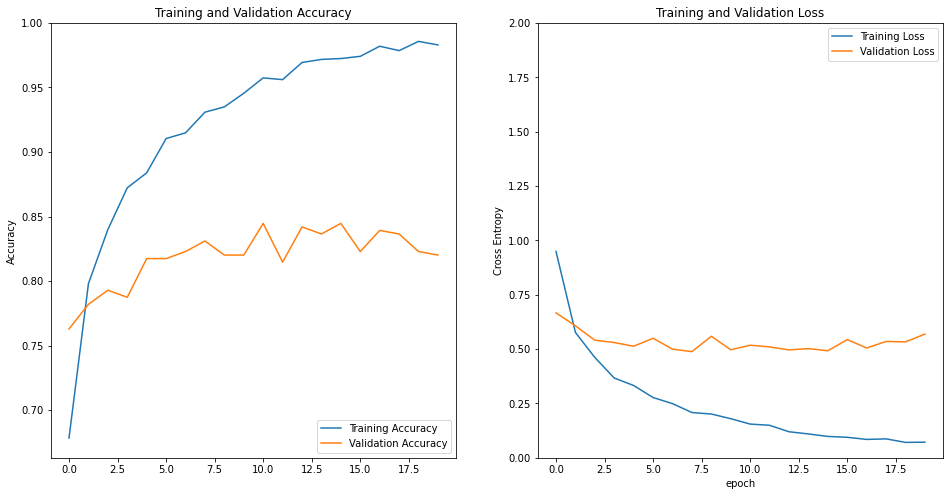 Training and Validation Accuracy
1.00
0.95
0.90
0.85
0.80
0.75
0.70
Accuracy
0.0 2.5 5.0 7.5 10.0 12.5 15.0 17.5
Training Accuracy
Validation Accuracy
Training and Validation Loss
2.00
1.75
1.50
1.25
1.00
0.75
0.50
0.25
0.00
Cross Entropy
Training Loss
Validation Loss
0.0 2.5 5.0 7.5 10.0 12.5 15.0 17.5
epoch